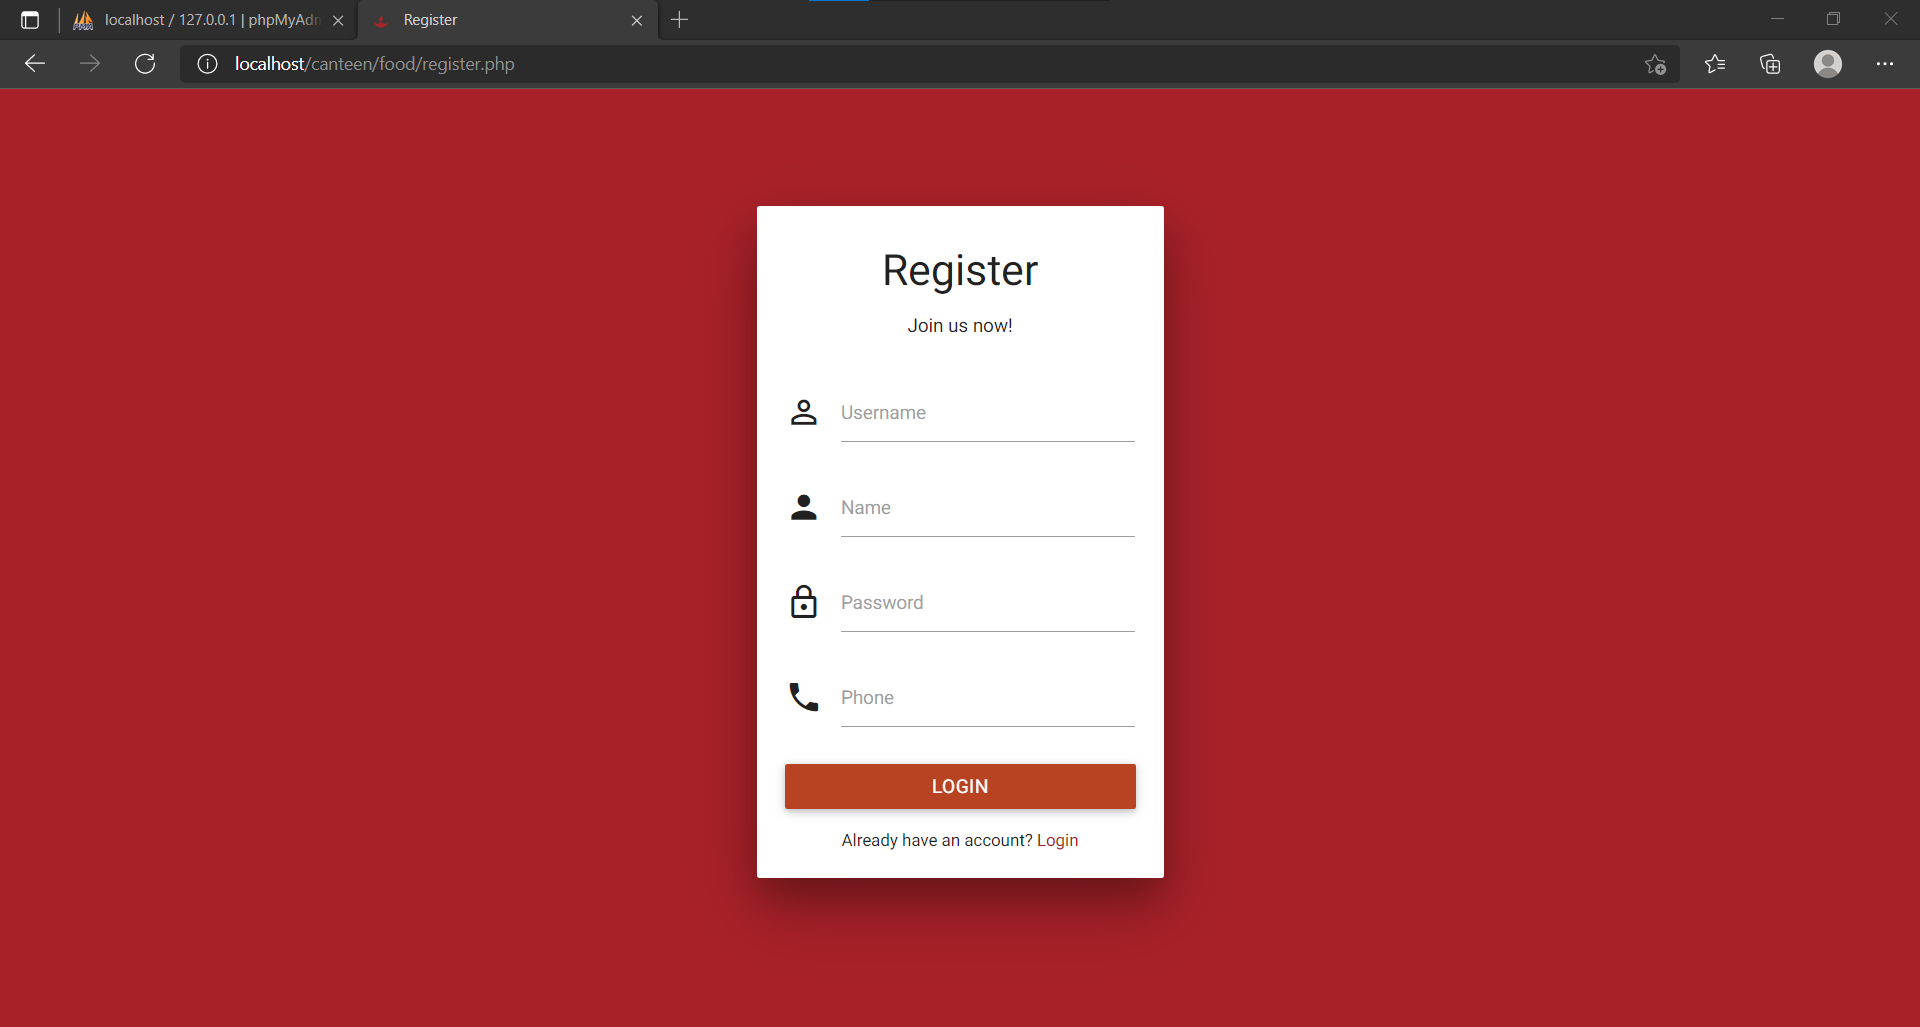 localhost / 127.0.0.1 | phpMyAdm
Register
localhost/canteen/food/register.php
Register
Join us now!
Username
Name
Password
Phone
LOGIN
Already have an account? Login